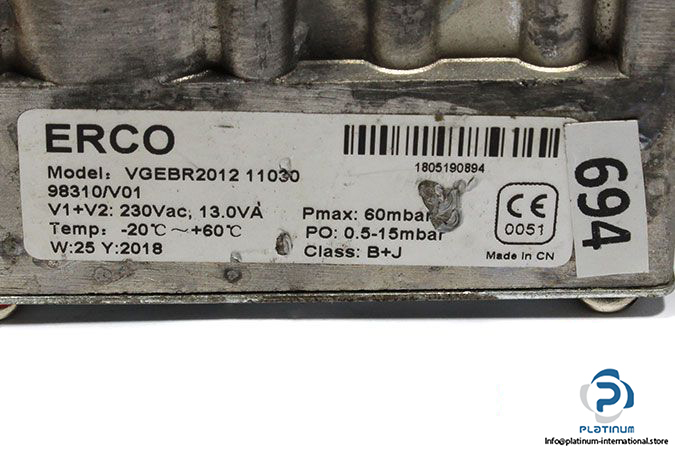 ERCO
1805190894
Model: VGEBR2012 11030
98310/V01
V1+V2: 230Vac, 13.0VA
Temp: -20℃ ~+60℃
W:25 Y:2018
Pmax: 60mbar
PO: 0.5-15mbar
Class: B+J
CE
0051
Made in CN
694
PLATINUM
Info@platinum-international.store